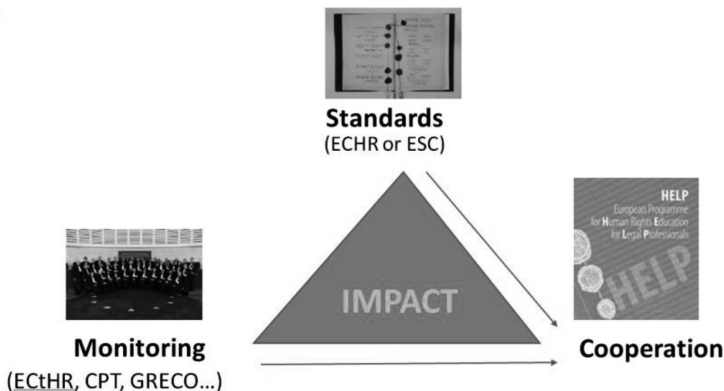 Standards
(ECHR or ESC)
HELP
European Programme
for Human Rights Education
for Legal Professionals
HELP
IMPACT
Monitoring
Cooperation
(ECtHR, CPT, GRECO...)